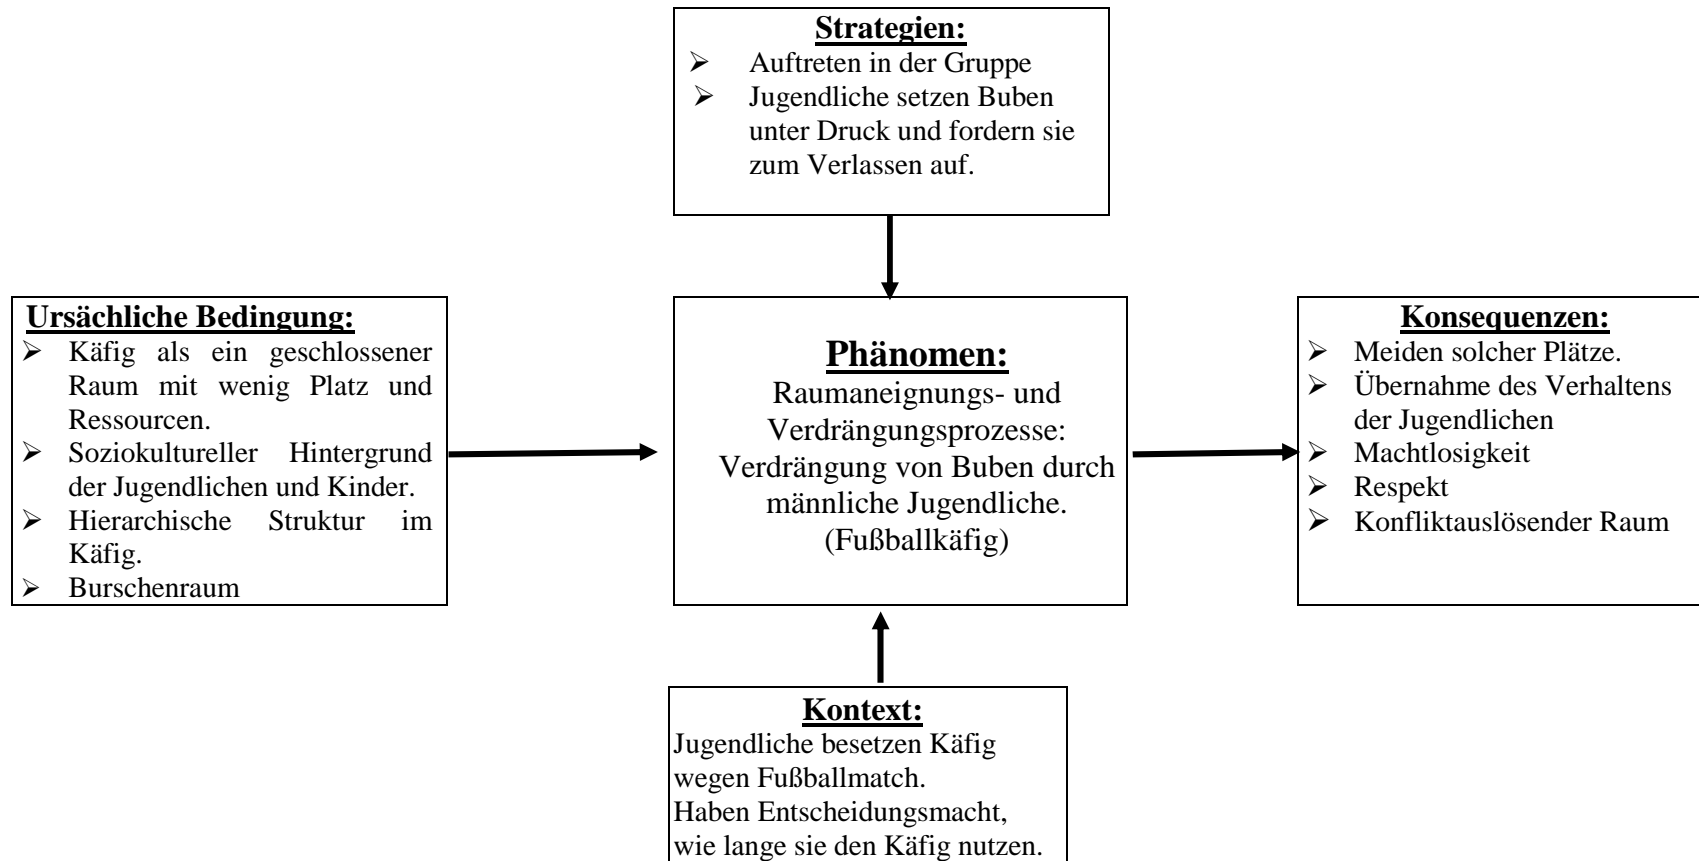 Strategien:
➢ Auftreten in der Gruppe
➢ Jugendliche setzen Buben
unter Druck und fordern sie
zum Verlassen auf.
Ursächliche Bedingung:
➢ Käfig als ein geschlossener
Raum mit wenig Platz und
Ressourcen.
➢ Soziokultureller Hintergrund
der Jugendlichen und Kinder.
➢ Hierarchische Struktur im
Käfig.
➢ Burschenraum
Phänomen:
Raumaneignungs- und
Verdrängungsprozesse:
Verdrängung von Buben durch
männliche Jugendliche.
(Fußballkäfig)
Konsequenzen:
➢ Meiden solcher Plätze.
➢ Übernahme des Verhaltens
der Jugendlichen
➢ Machtlosigkeit
➢ Respekt
➢ Konfliktauslösender Raum
Kontext:
Jugendliche besetzen Käfig
wegen Fußballmatch.
Haben Entscheidungsmacht,
wie lange sie den Käfig nutzen.